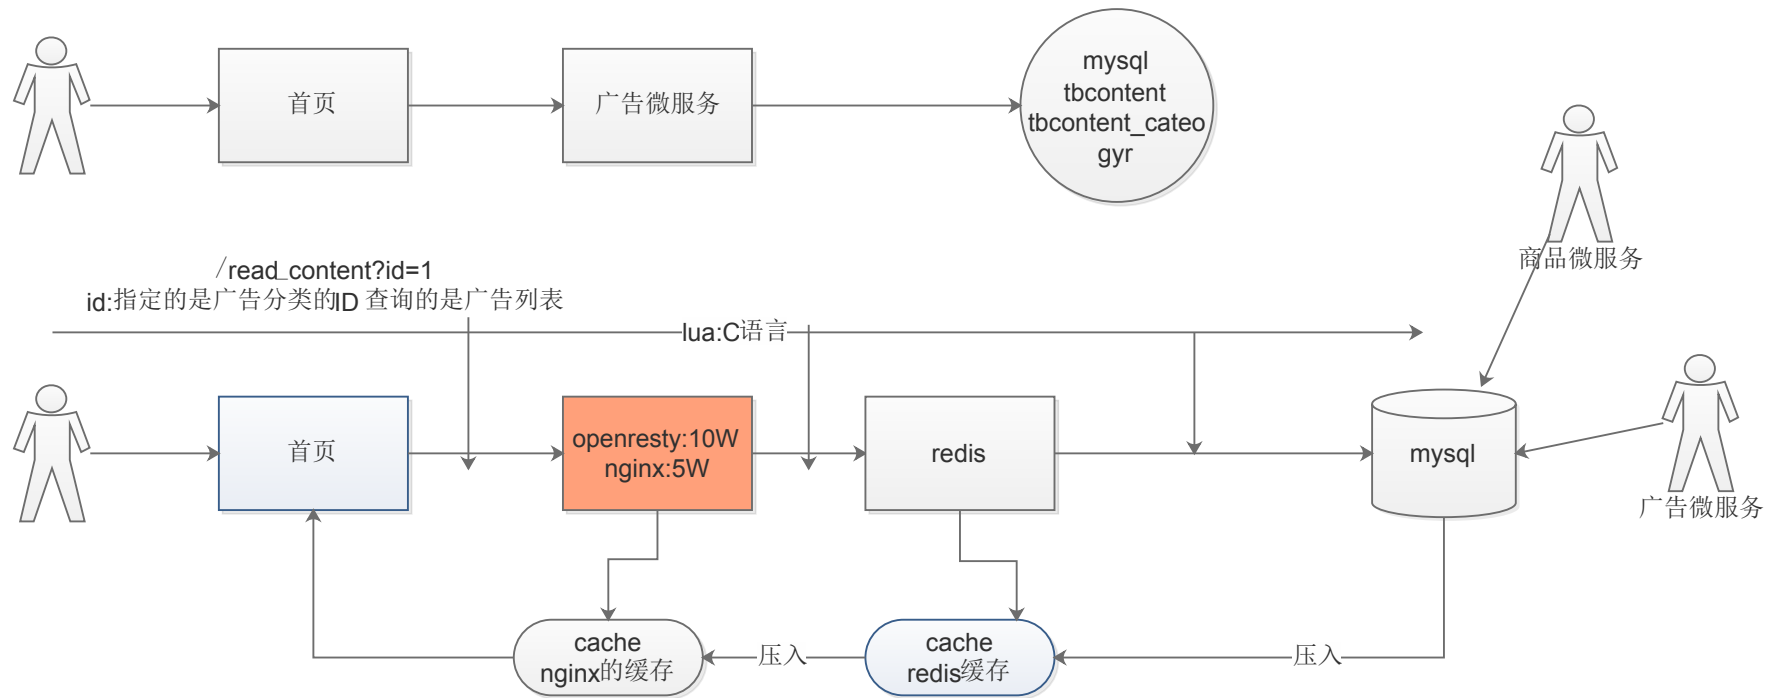 首页
广告微服务
mysql
tbcontent
tbcontent_cateo
gyr
商品微服务
/read_content?id=1
id:指定的是广告分类的ID 查询的是广告列表
lua:C语言
首页
openresty:10W
nginx:5W
redis
mysql
广告微服务
cache
nginx的缓存
压入
cache
redis缓存
压入